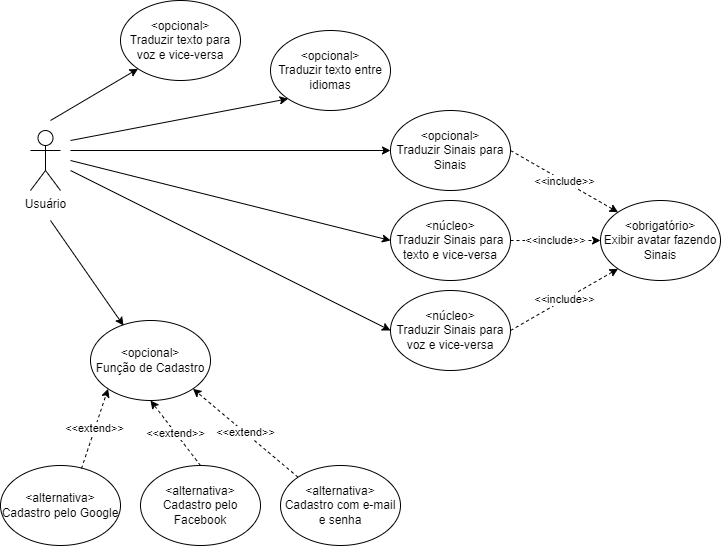 <opcional>
Traduzir texto para
voz e vice-versa
<opcional>
Traduzir texto entre
idiomas
<opcional>
Traduzir Sinais para
Sinais
<<include>>
Usuário
<núcleo>
Traduzir Sinais para
texto e vice-versa
<<include>>
<obrigatório>
Exibir avatar fazendo
Sinais
<<include>>
<núcleo>
Traduzir Sinais para
voz e vice-versa
<opcional>
Função de Cadastro
<<extend>>
<<extend>>
<<extend>>
<alternativa>
Cadastro pelo Google
<alternativa>
Cadastro pelo
Facebook
<alternativa>
Cadastro com e-mail
e senha